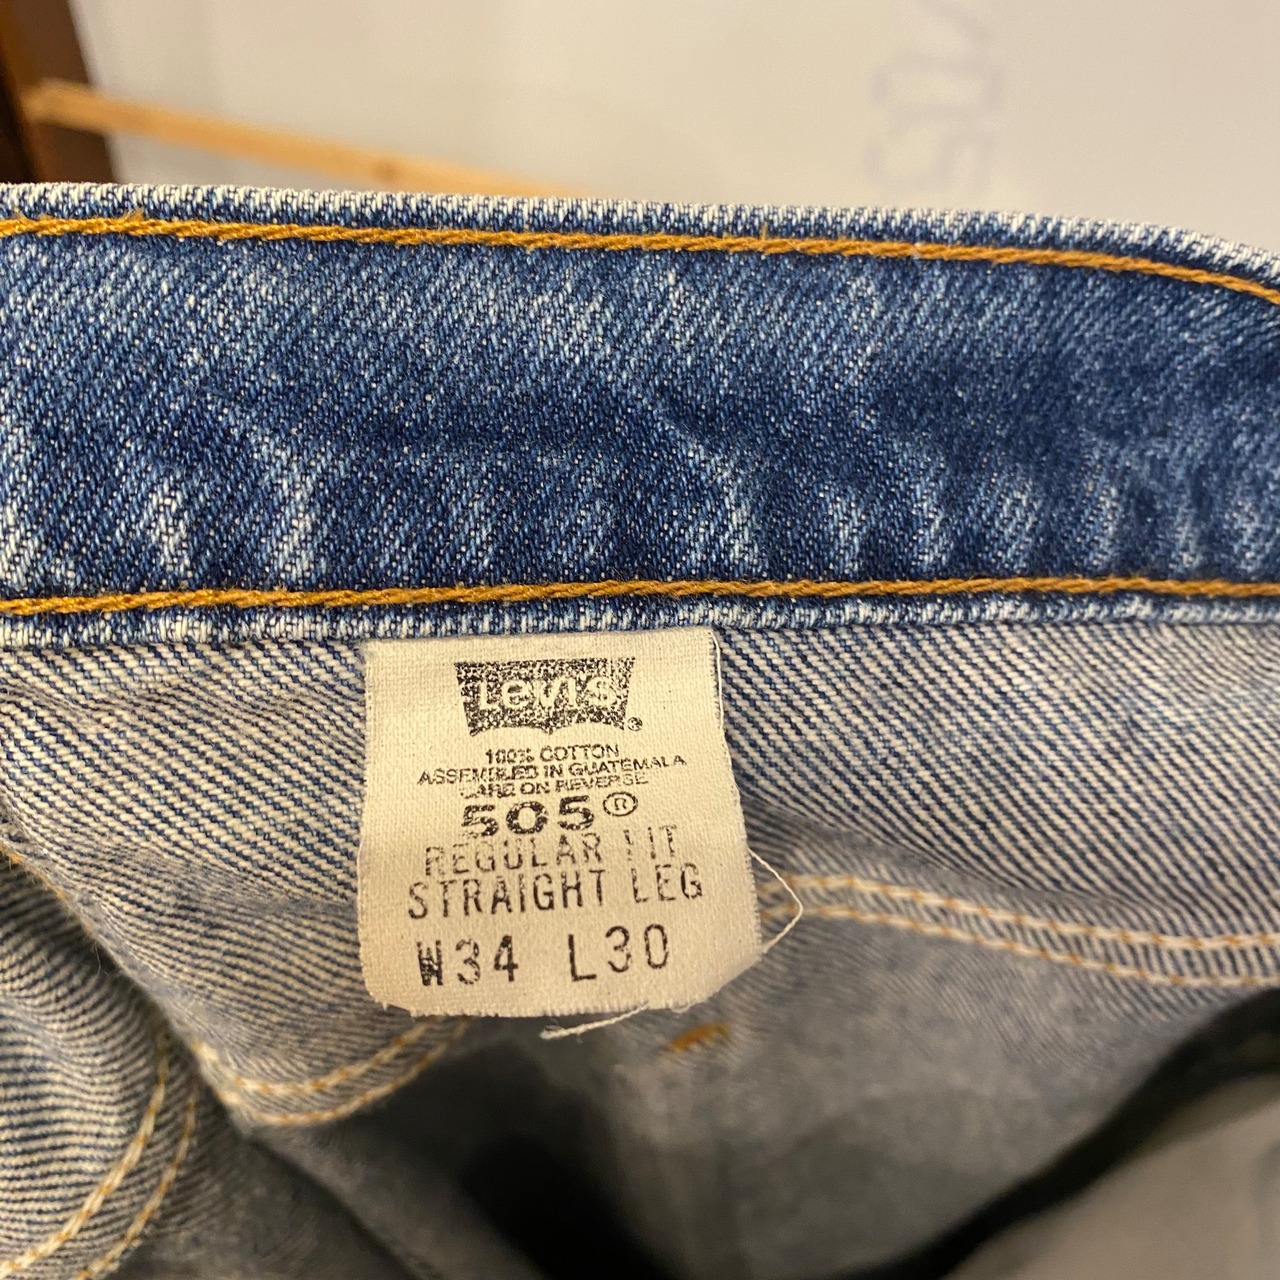 Levi's®
100% COTTON
ASSEMBLED IN GUATEMALA
CARE ON REVERSE
505®
REGULAR FIT
STRAIGHT LEG
W34 L30